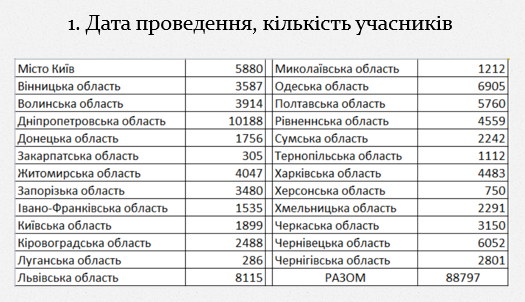 1. Дата проведення, кількість учасників
Місто Київ 5880 Миколаївська область 1212
Вінницька область 3587 Одеська область 6905
Волинська область 3914 Полтавська область 5760
Дніпропетровська область 10188 Рівненнська область 4559
Донецька область 1756 Сумська область 2242
Закарпатська область 305 Тернопільська область 1112
Житомирська область 4047 Харківська область 4483
Запорізька область 3480 Херсонська область 750
Івано-Франківська область 1535 Хмельницька область 2291
Київська область 1899 Черкаська область 3150
Кіровоградська область 2488 Чернівецька область 6052
Луганська область 286 Чернігівська область 2801
Львівська область 8115 РАЗОМ 88797